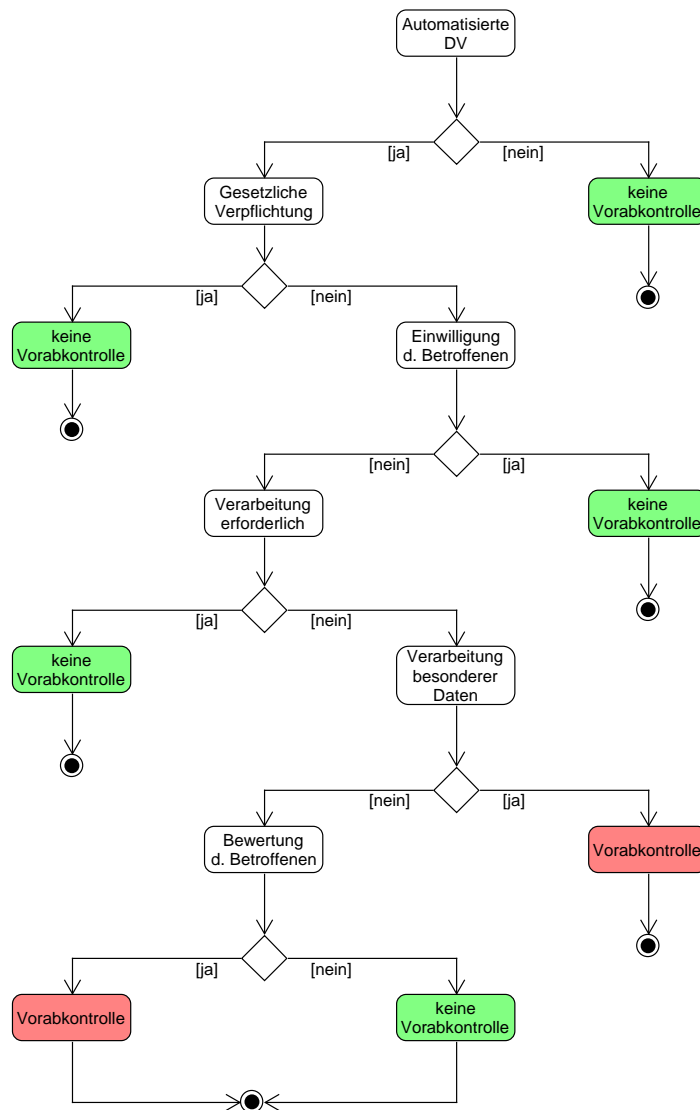 Automatisierte
DV
[ja]
[nein]
Gesetzliche
Verpflichtung
keine
Vorabkontrolle
[ja]
[nein]
keine
Vorabkontrolle
Einwilligung
d. Betroffenen
[nein]
[ja]
Verarbeitung
erforderlich
keine
Vorabkontrolle
[ja]
[nein]
keine
Vorabkontrolle
Verarbeitung
besonderer
Daten
[nein]
[ja]
Bewertung
d. Betroffenen
Vorabkontrolle
[ja]
[nein]
Vorabkontrolle
keine
Vorabkontrolle